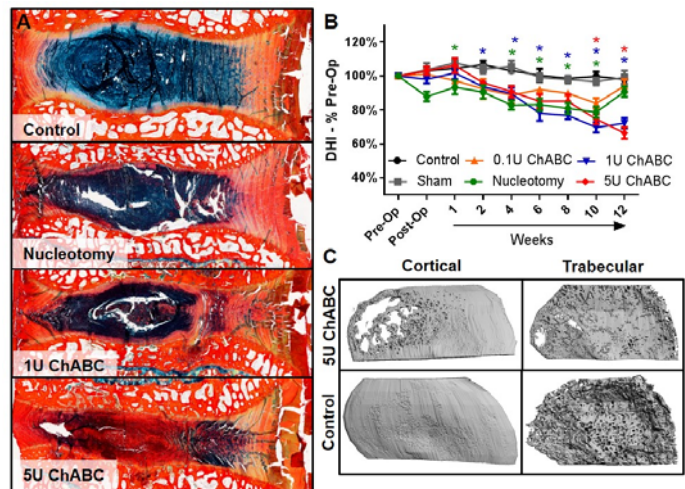 A
Control
Nucleotomy
1U ChABC
5U ChABC
B
DHI - % Pre-Op
120%
100%
80%
60%
40%
* * * * * * * * * * * * * *
Control 0.1U ChABC 1U ChABC
Sham Nucleotomy 5U ChABC
Pre-Op Post-Op 1 2 4 6 8 10 12
Weeks
C
Cortical Trabecular
5U ChABC
Control